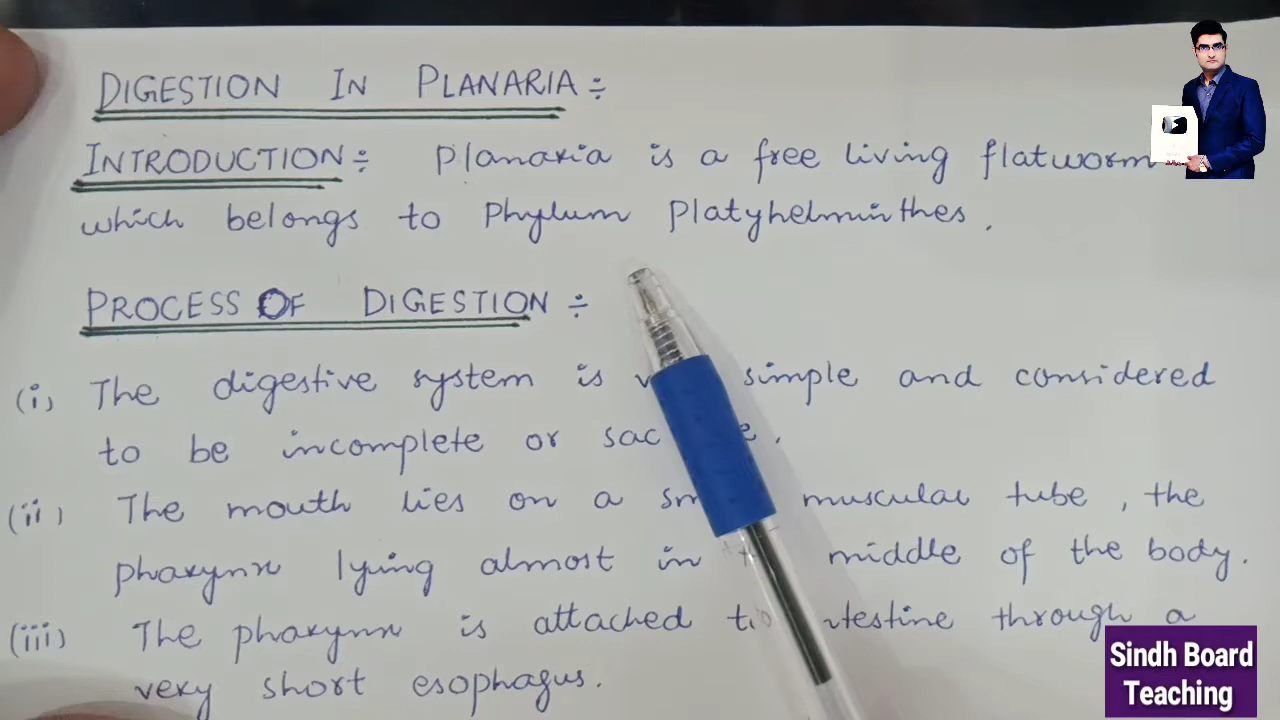 DIGESTION IN PLANARIA ÷
INTRODUCTION ÷ Planaria is a free living flatworm
which belongs to Phylum Platyhelminthes.
PROCESS OF DIGESTION ÷
(i) The digestive system is simple and considered
to be incomplete or sac .
(ii) The mouth lies on a muscular tube, the
pharynx lying almost in middle of the body.
(iii) The pharynx is attached through a
very short esophagus.
Sindh Board
Teaching